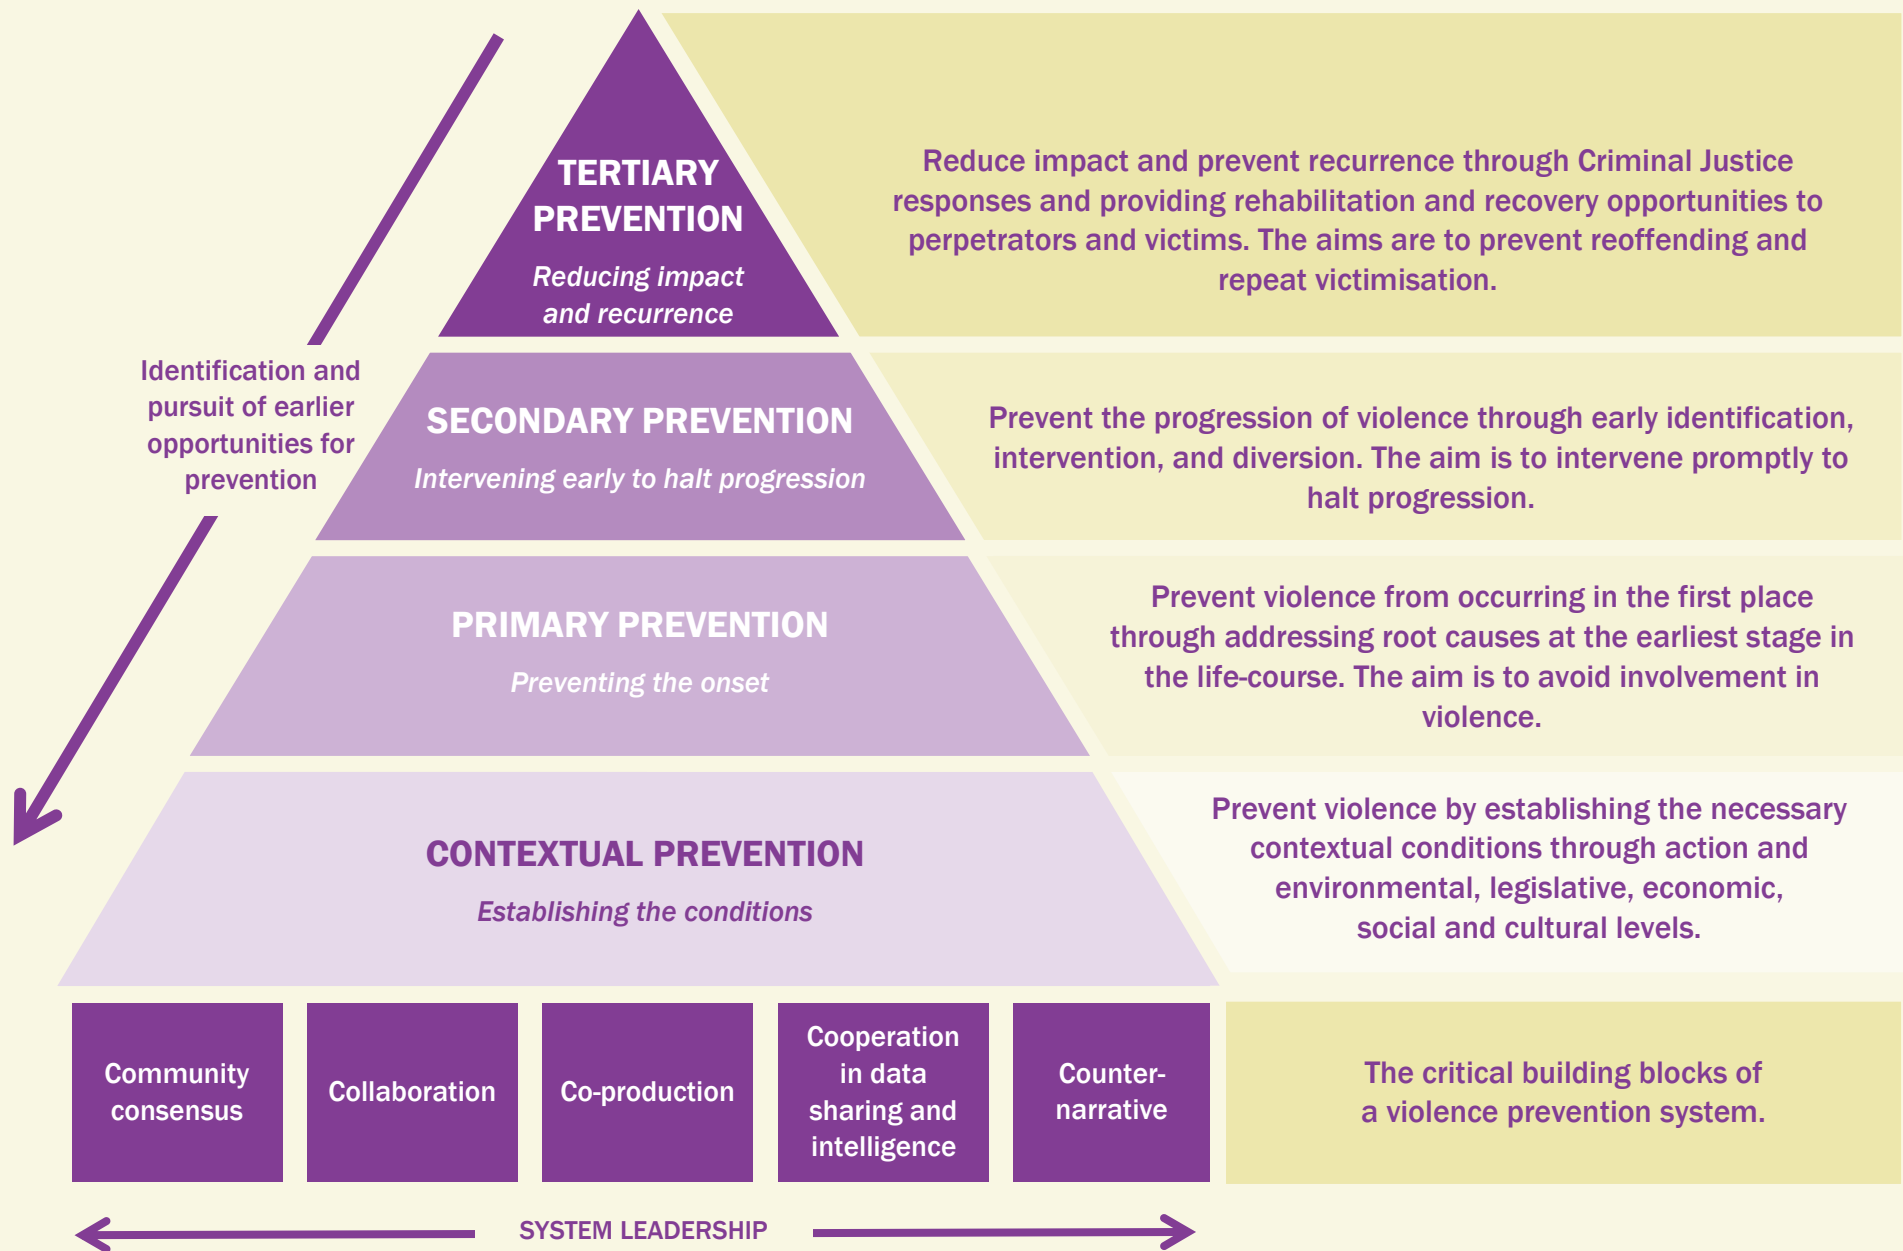 TERTIARY
PREVENTION
Reducing impact
and recurrence
Reduce impact and prevent recurrence through Criminal Justice
responses and providing rehabilitation and recovery opportunities to
perpetrators and victims. The aims are to prevent reoffending and
repeat victimisation.
Identification and
pursuit of earlier
opportunities for
prevention
SECONDARY PREVENTION
Intervening early to halt progression
Prevent the progression of violence through early identification,
intervention, and diversion. The aim is to intervene promptly to
halt progression.
PRIMARY PREVENTION
Preventing the onset
Prevent violence from occurring in the first place
through addressing root causes at the earliest stage in
the life-course. The aim is to avoid involvement in
violence.
CONTEXTUAL PREVENTION
Establishing the conditions
Prevent violence by establishing the necessary
contextual conditions through action and
environmental, legislative, economic,
social and cultural levels.
Community
consensus
Collaboration
Co-production
Cooperation
in data
sharing and
intelligence
Counter-
narrative
The critical building blocks of
a violence prevention system.
SYSTEM LEADERSHIP